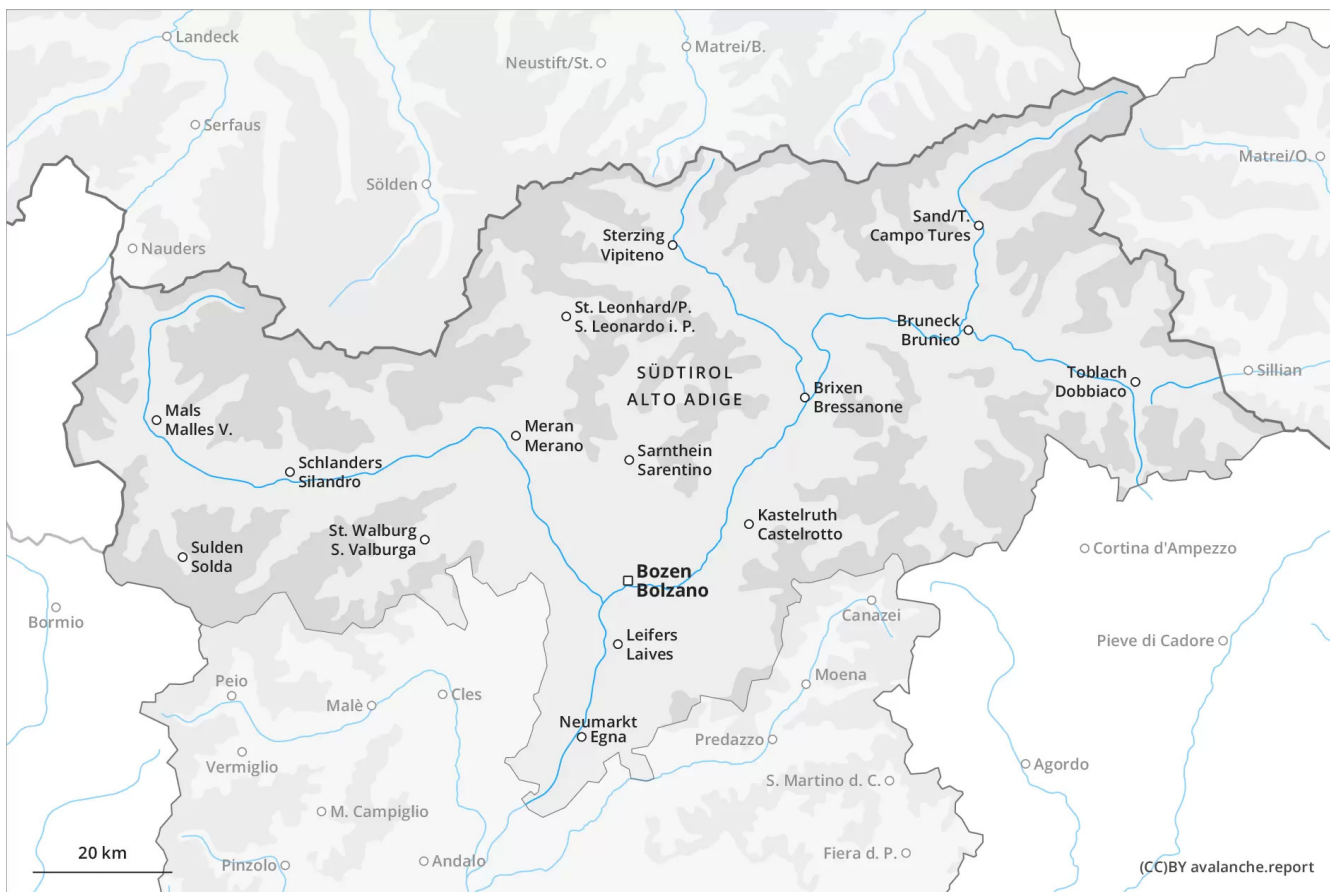 Landeck
Matrei/B.
Neustift/St.
Serfaus
Matrei/O.
Sölden
Sand/T.
Campo Tures
Sterzing
Vipiteno
Nauders
St. Leonhard/P.
S. Leonardo i. P.
Bruneck
Brunico
SÜDTIROL
ALTO ADIGE
Toblach
Dobbiaco
Sillian
Brixen
Bressanone
Mals
Malles V.
Meran
Merano
Sarnthein
Sarentino
Schlanders
Silandro
Kastelruth
Castelrotto
St. Walburg
S. Valburga
Sulden
Solda
Cortina d'Ampezzo
Bozen
Bolzano
Bormio
Canazei
Leifers
Laives
Pieve di Cadore
Moena
Peio
Malè
Cles
Neumarkt
Egna
Predazzo
Vermiglio
Agordo
S. Martino d. C.
M. Campiglio
20 km
Pinzolo
Andalo
Fiera d. P.
(CC)BY avalanche.report